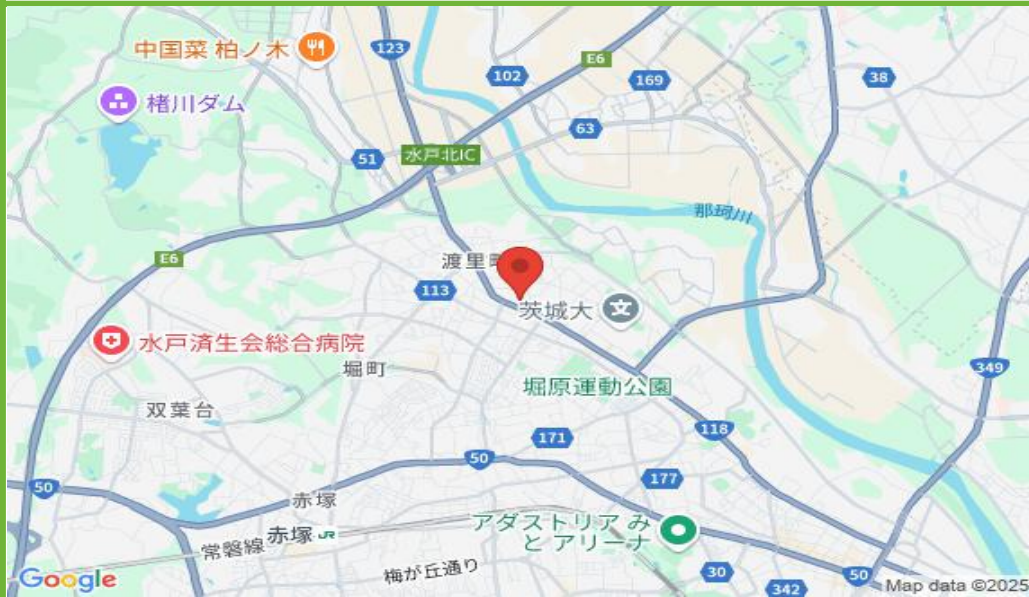 中国菜 柏ノ木
123
E6
102
169
38
楮川ダム
63
51
水戸北IC
那珂川
E6
渡里町
113
茨城大
文
水戸済生会総合病院
堀町
349
堀原運動公園
双葉台
118
171
50
177
50
赤塚
アダストリア み
と アリーナ
赤塚 JR
常磐線
梅が丘通り
30
50
342
Google
Map data ©2025